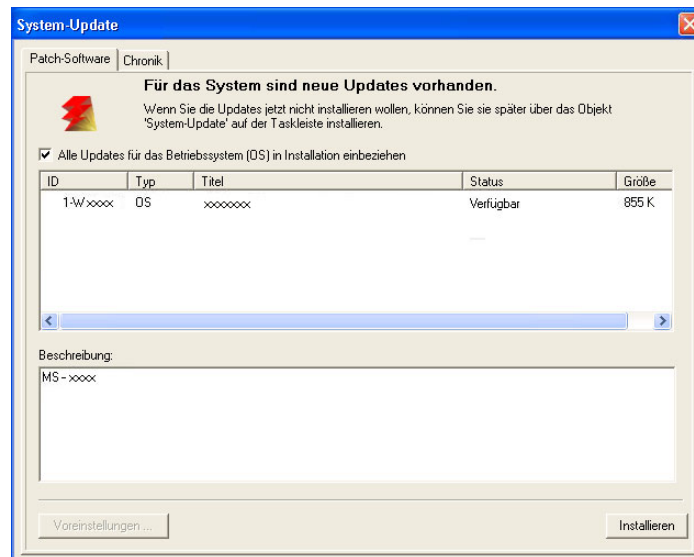 System-Update
Patch-Software Chronik
Für das System sind neue Updates vorhanden.
Wenn Sie die Updates jetzt nicht installieren wollen, können Sie sie später über das Objekt
'System-Update' auf der Taskleiste installieren.
Alle Updates für das Betriebssystem (OS) in Installation einbeziehen
ID Typ Titel Status Größe
1-Wxxxx OS xxxxxxx Verfügbar 855 K
Beschreibung:
MS-xxxx
Voreinstellungen ... Installieren